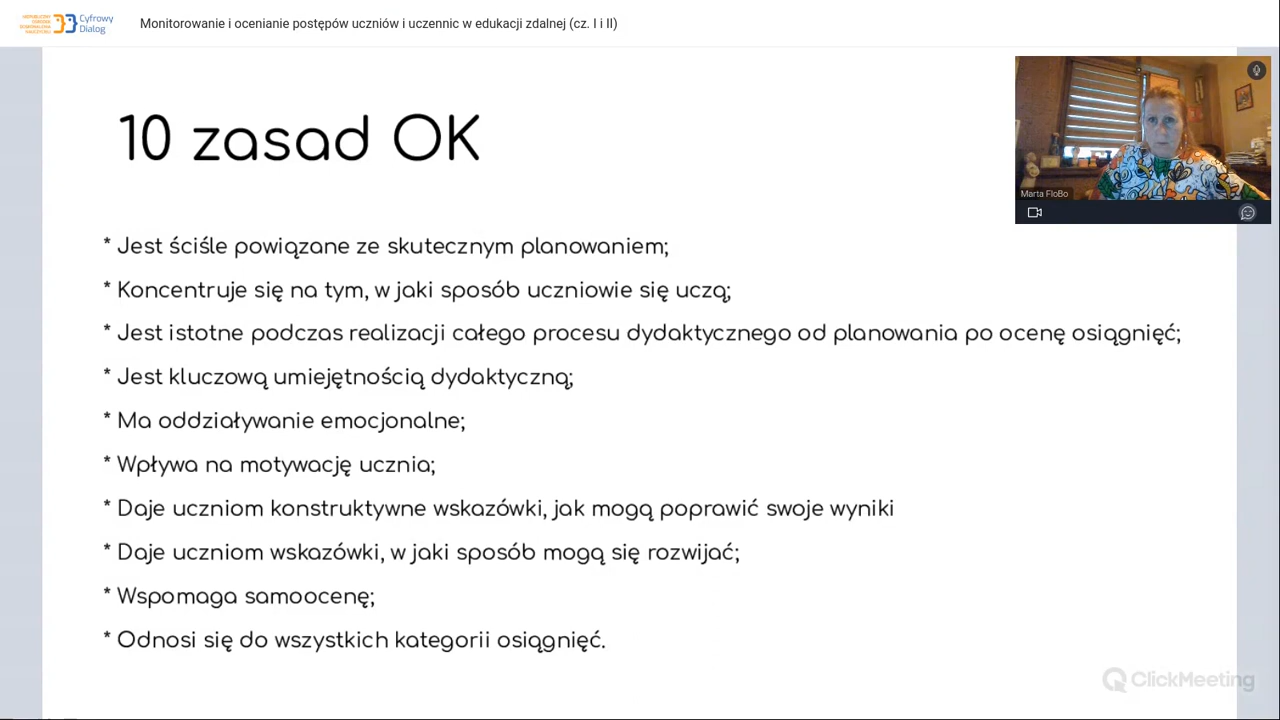 Cyfrowy
Dialog
Monitorowanie i ocenianie postępów uczniów i uczennic w edukacji zdalnej (cz. I i II)
10 zasad OK
Marta FloBo
* Jest ściśle powiązane ze skutecznym planowaniem;
* Koncentruje się na tym, w jaki sposób uczniowie się uczą;
* Jest istotne podczas realizacji całego procesu dydaktycznego od planowania po ocenę osiągnięć;
* Jest kluczową umiejętnością dydaktyczną;
* Ma oddziaływanie emocjonalne;
* Wpływa na motywację ucznia;
* Daje uczniom konstruktywne wskazówki, jak mogą poprawić swoje wyniki
* Daje uczniom wskazówki, w jaki sposób mogą się rozwijać;
* Wspomaga samoocenę;
* Odnosi się do wszystkich kategorii osiągnięć.
ClickMeeting